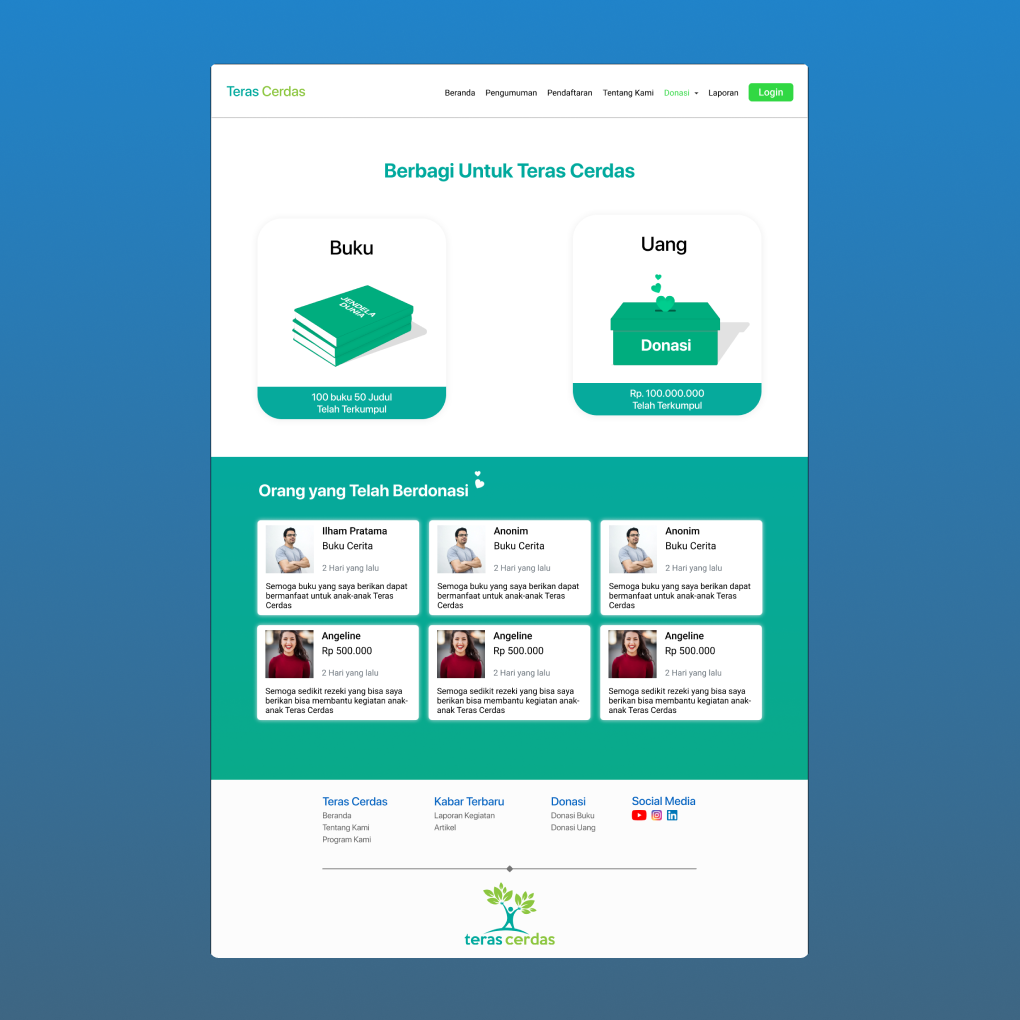 Teras Cerdas
Beranda Pengumuman Pendaftaran Tentang Kami Donasi Laporan Login
Berbagi Untuk Teras Cerdas
Buku
JENDELA
DUNIA
100 buku 50 Judul
Telah Terkumpul
Uang
Donasi
Rp. 100.000.000
Telah Terkumpul
Orang yang Telah Berdonasi
Ilham Pratama
Buku Cerita
2 Hari yang lalu
Semoga buku yang saya berikan dapat
bermanfaat untuk anak-anak Teras
Cerdas
Anonim
Buku Cerita
2 Hari yang lalu
Semoga buku yang saya berikan dapat
bermanfaat untuk anak-anak Teras
Cerdas
Anonim
Buku Cerita
2 Hari yang lalu
Semoga buku yang saya berikan dapat
bermanfaat untuk anak-anak Teras
Cerdas
Angeline
Rp 500.000
2 Hari yang lalu
Semoga sedikit rezeki yang bisa saya
berikan bisa membantu kegiatan anak-
anak Teras Cerdas
Angeline
Rp 500.000
2 Hari yang lalu
Semoga sedikit rezeki yang bisa saya
berikan bisa membantu kegiatan anak-
anak Teras Cerdas
Angeline
Rp 500.000
2 Hari yang lalu
Semoga sedikit rezeki yang bisa saya
berikan bisa membantu kegiatan anak-
anak Teras Cerdas
Teras Cerdas
Beranda
Tentang Kami
Program Kami
Kabar Terbaru
Laporan Kegiatan
Artikel
Donasi
Donasi Buku
Donasi Uang
Social Media
in
teras cerdas